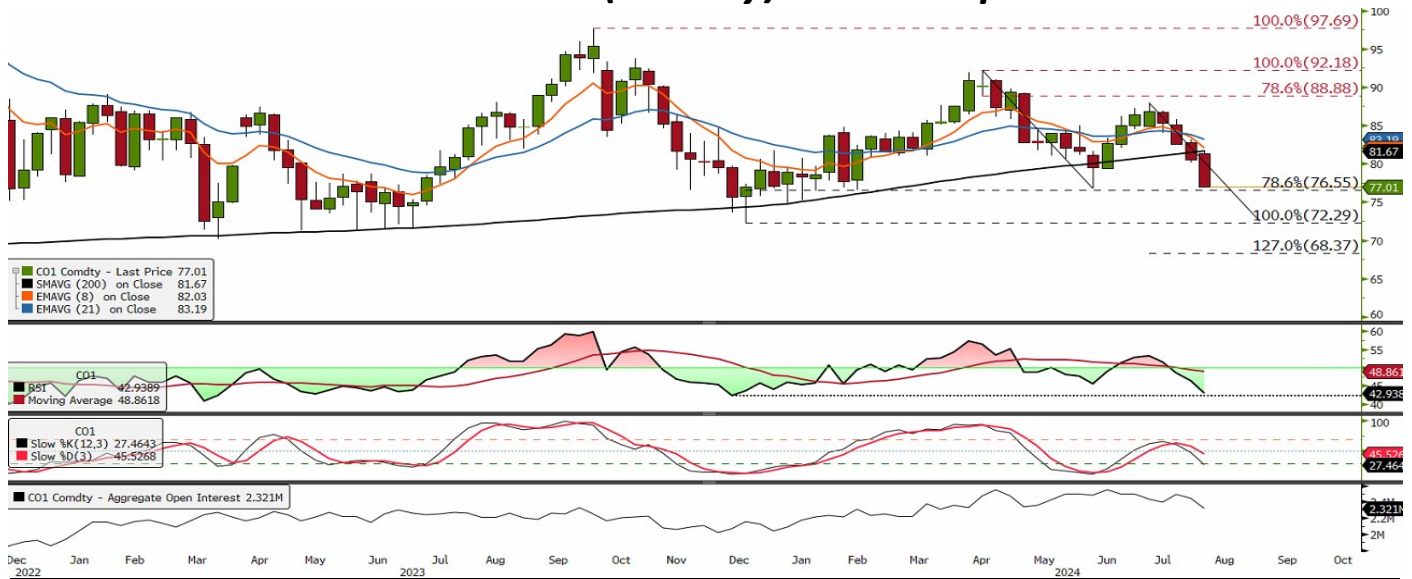 100
100.0%(97.69)
95
100.0%(92.18)
90
78.6%(88.88)
85
83.19
81.67
80
78.6%(76.55)
77.01
75
100.0%(72.29)
70
127.0%(68.37)
65
60
CO1 Comdty - Last Price 77.01
SMAVG (200) on Close 81.67
EMAVG (8) on Close 82.03
EMAVG (21) on Close 83.19
60
55
CO1
RSI 42.9389
Moving Average 48.8618
48.861
45
42.938
40
CO1
Slow %K(12,3) 27.4643
Slow %D(3) 45.5268
100
45.526
27.464
CO1 Comdty - Aggregate Open Interest 2.321M
2.4M
2.321M
2.2M
2M
Dec Jan Feb Mar Apr May Jun Jul Aug Sep Oct Nov Dec Jan Feb Mar Apr May Jun Jul Aug Sep Oct
2022 2023 2024